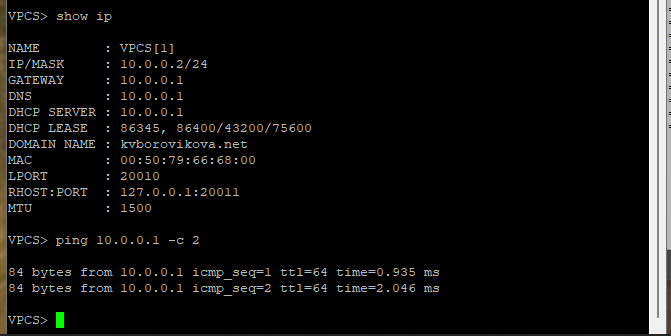 VPCS> show ip
NAME        : VPCS[1]
IP/MASK     : 10.0.0.2/24
GATEWAY     : 10.0.0.1
DNS         : 10.0.0.1
DHCP SERVER : 10.0.0.1
DHCP LEASE  : 86345, 86400/43200/75600
DOMAIN NAME : kvborovikova.net
MAC         : 00:50:79:66:68:00
LPORT       : 20010
RHOST:PORT  : 127.0.0.1:20011
MTU         : 1500
VPCS> ping 10.0.0.1 -c 2
84 bytes from 10.0.0.1 icmp_seq=1 ttl=64 time=0.935 ms
84 bytes from 10.0.0.1 icmp_seq=2 ttl=64 time=2.046 ms
VPCS>